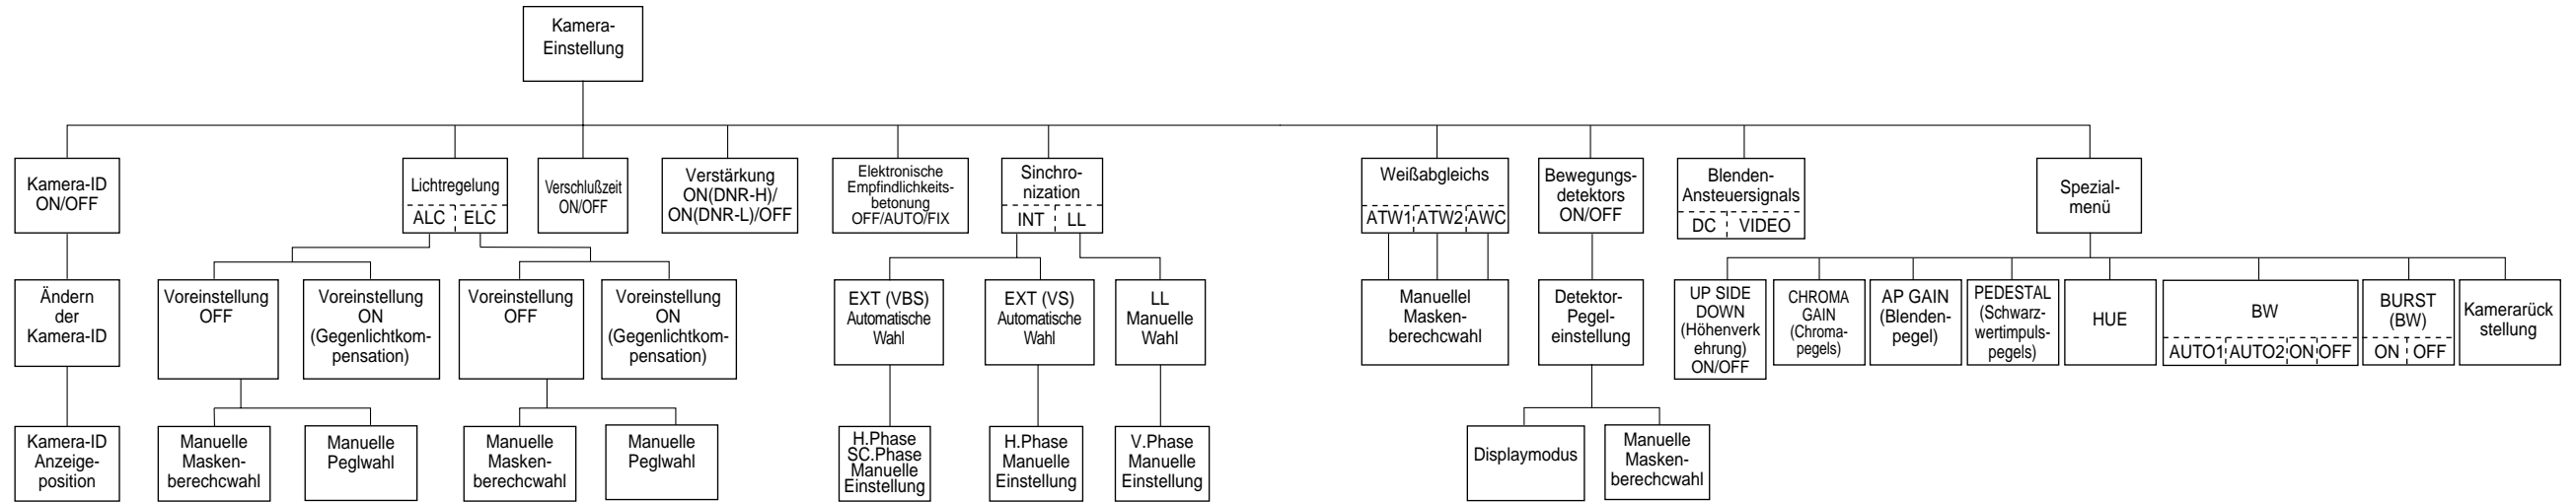 Kamera-
Einstellung
Kamera-ID
ON/OFF
Lichtregelung
ALC ELC
Verschlußzeit
ON/OFF
Verstärkung
ON(DNR-H)/
ON(DNR-L)/OFF
Elektronische
Empfindlichkeits-
betonung
OFF/AUTO/FIX
Sinchro-
nization
INT LL
Weißabgleichs
ATW1 ATW2 AWC
Bewegungs-
detektors
ON/OFF
Blenden-
Ansteuersignals
DC VIDEO
Spezial-
menü
Ändern
der
Kamera-ID
Voreinstellung
OFF
Voreinstellung
ON
(Gegenlichtkom-
pensation)
Voreinstellung
OFF
Voreinstellung
ON
(Gegenlichtkom-
pensation)
EXT (VBS)
Automatische
Wahl
EXT (VS)
Automatische
Wahl
LL
Manuelle
Wahl
Manuellel
Masken-
berechcwahl
Detektor-
Pegel-
einstellung
UP SIDE
DOWN
(Höhenverk
ehrung)
ON/OFF
CHROMA
GAIN
(Chroma-
pegels)
AP GAIN
(Blenden-
pegel)
PEDESTAL
(Schwarz-
wertimpuls-
pegels)
HUE
BW
AUTO1 AUTO2 ON OFF
BURST
(BW)
ON OFF
Kamerarück
stellung
Kamera-ID
Anzeige-
position
Manuelle
Masken-
berechcwahl
Manuelle
Peglwahl
Manuelle
Masken-
berechcwahl
Manuelle
Peglwahl
H.Phase
SC.Phase
Manuelle
Einstellung
H.Phase
Manuelle
Einstellung
V.Phase
Manuelle
Einstellung
Displaymodus
Manuelle
Masken-
berechcwahl